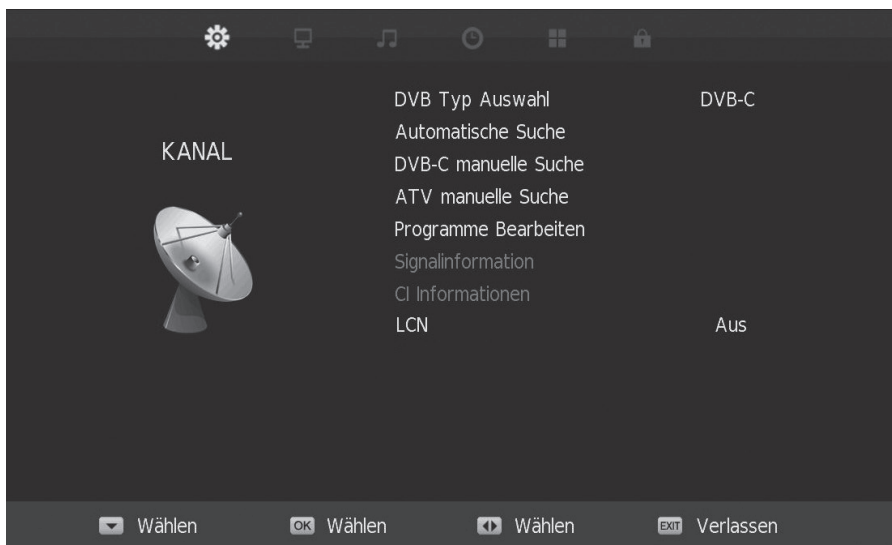 DVB Typ Auswahl DVB-C
Automatische Suche
KANAL
DVB-C manuelle Suche
ATV manuelle Suche
Programme Bearbeiten
Signalinformation
CI Informationen
LCN Aus
Wählen OK Wählen Wählen EXIT Verlassen